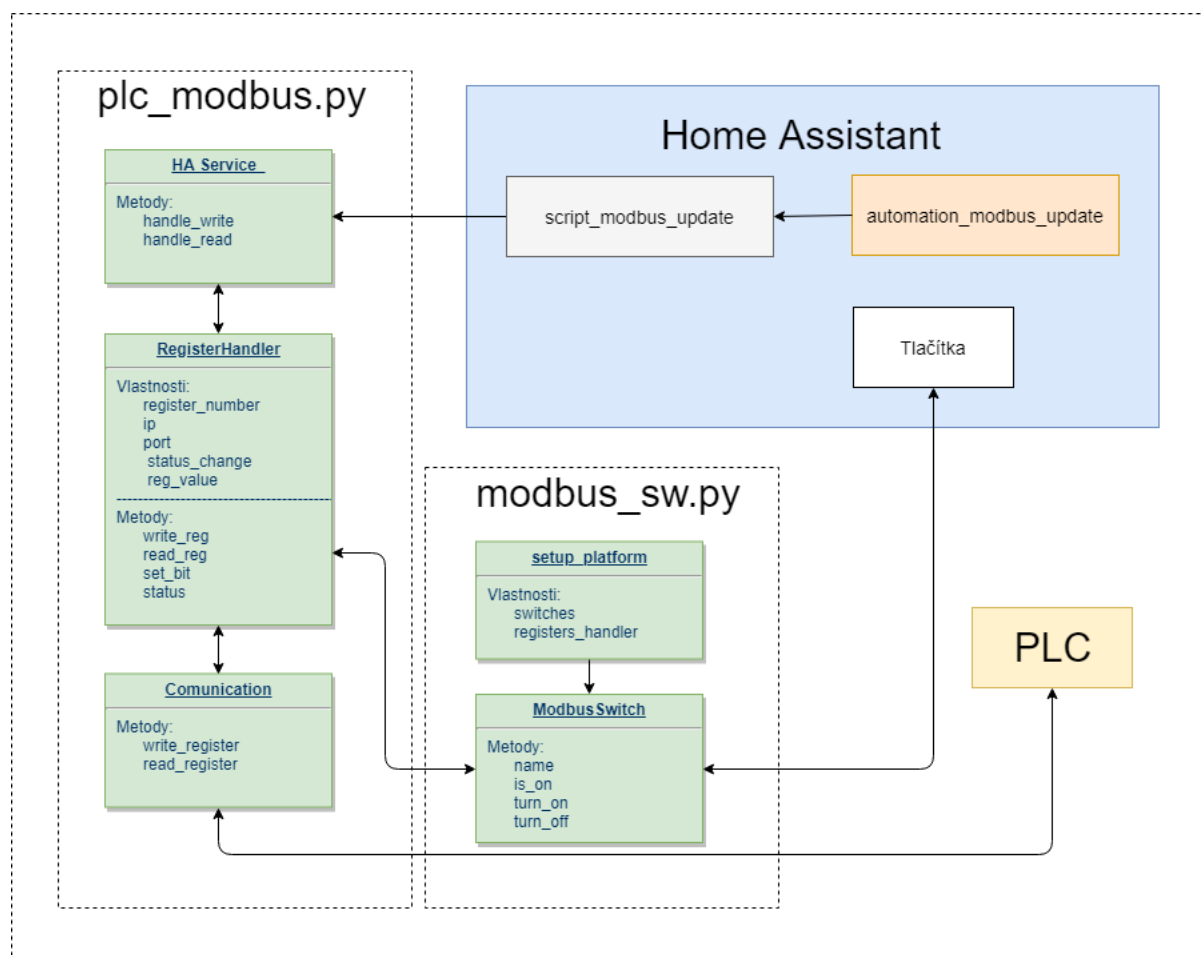 plc_modbus.py
HA Service_
Metody:
handle_write
handle_read
RegisterHandler
Vlastnosti:
register_number
ip
port
status_change
reg_value
Metody:
write_reg
read_reg
set_bit
status
Comunication
Metody:
write_register
read_register
Home Assistant
script_modbus_update
automation_modbus_update
Tlačítka
modbus_sw.py
setup_platform
Vlastnosti:
switches
registers_handler
ModbusSwitch
Metody:
name
is_on
turn_on
turn_off
PLC